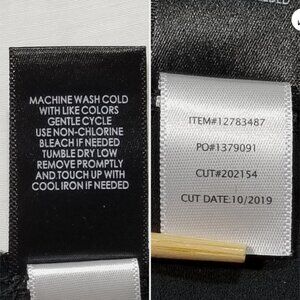 MACHINE WASH COLD
WITH LIKE COLORS
GENTLE CYCLE
USE NON-CHLORINE
BLEACH IF NEEDED
TUMBLE DRY LOW
REMOVE PROMPTLY
AND TOUCH UP WITH
COOL IRON IF NEEDED
ITEM#12783487
PO#1379091
CUT#202154
CUT DATE:10/2019